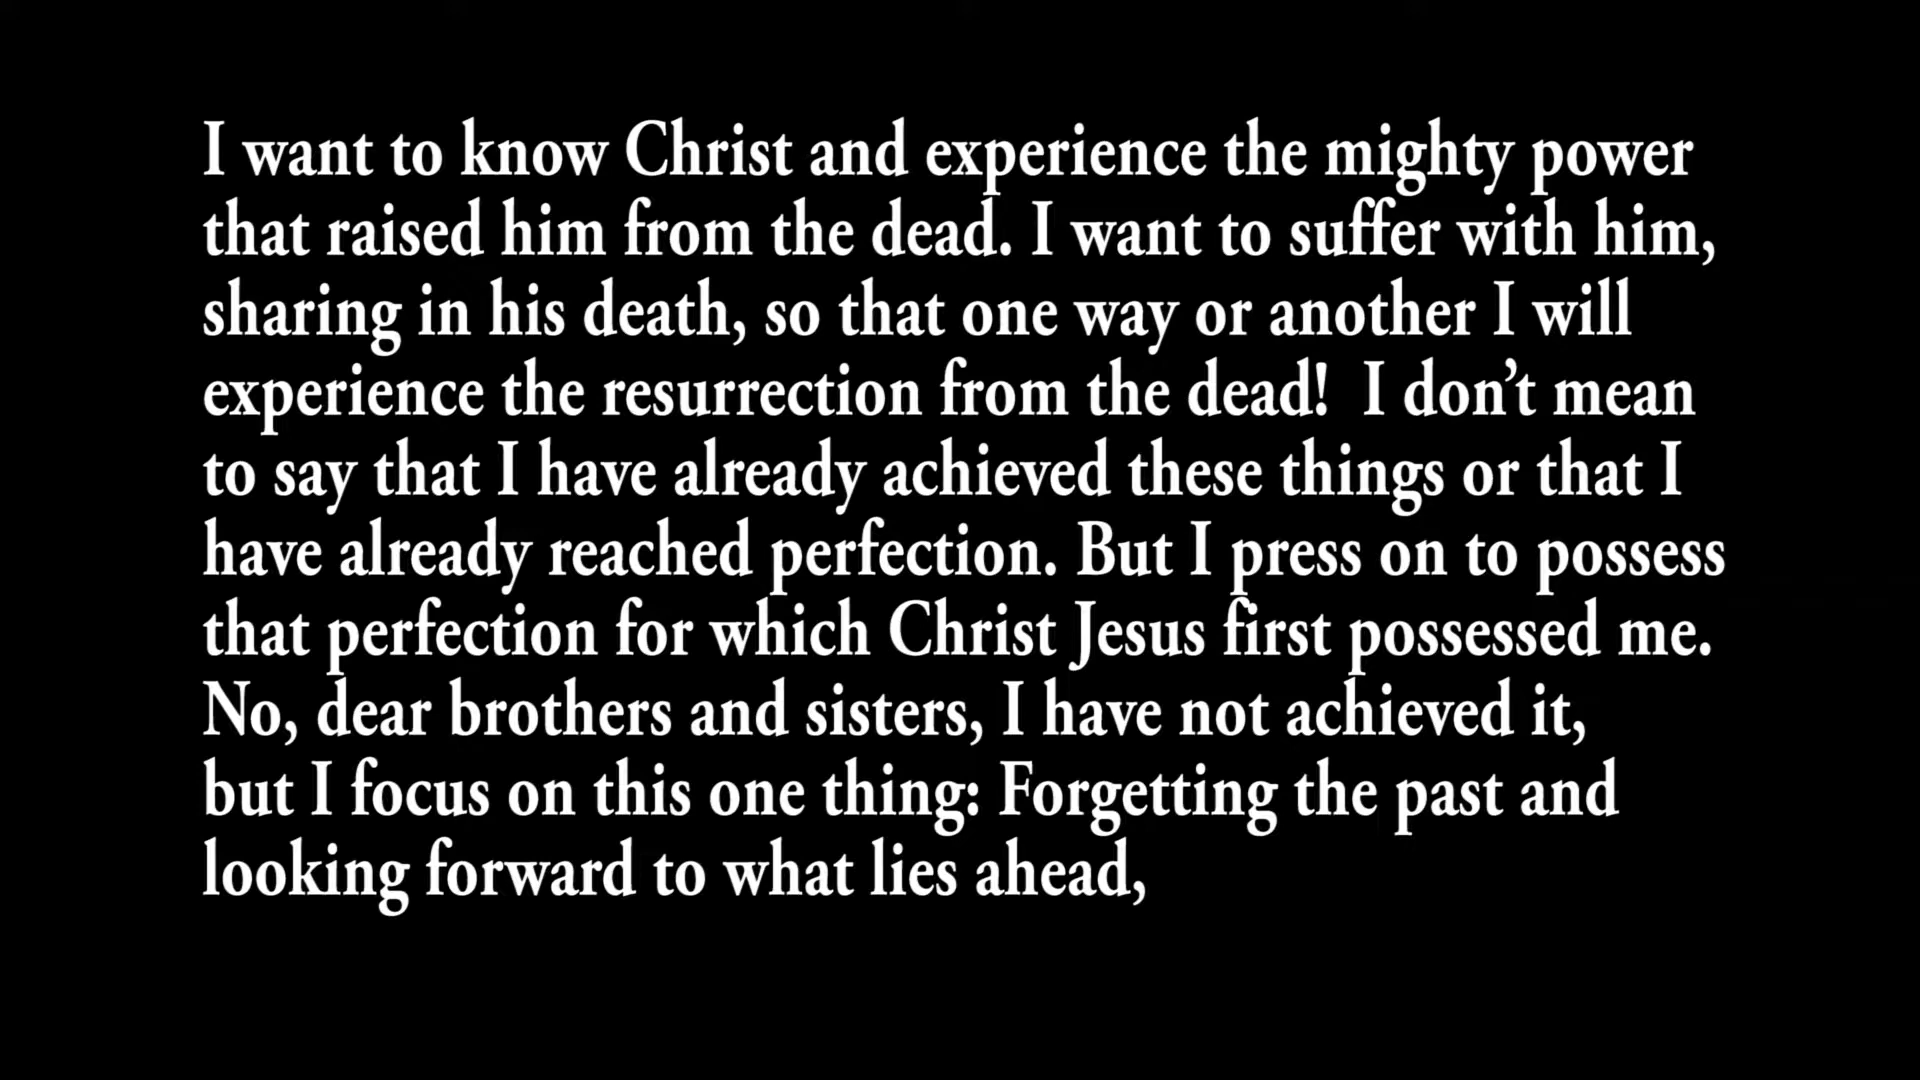 I want to know Christ and experience the mighty power
that raised him from the dead. I want to suffer with him,
sharing in his death, so that one way or another I will
experience the resurrection from the dead!  I don’t mean
to say that I have already achieved these things or that I
have already reached perfection. But I press on to possess
that perfection for which Christ Jesus first possessed me.
No, dear brothers and sisters, I have not achieved it,
but I focus on this one thing: Forgetting the past and
looking forward to what lies ahead,